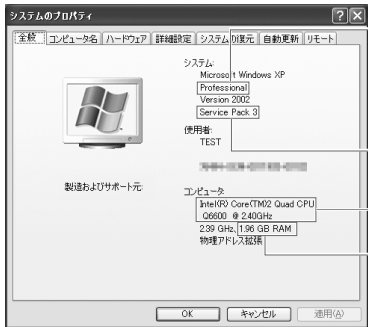 システムのプロパティ
全般 コンピュータ名 ハードウェア 詳細設定 システムの復元 自動更新 リモート
システム:
Microsoft Windows XP
Professional
Version 2002
Service Pack 3
使用者:
TEST
製造およびサポート元:
コンピュータ:
Intel(R) Core(TM)2 Quad CPU
Q6600 @ 2.40GHz
2.39 GHz、1.96 GB RAM
物理アドレス拡張
OK キャンセル 適用(A)